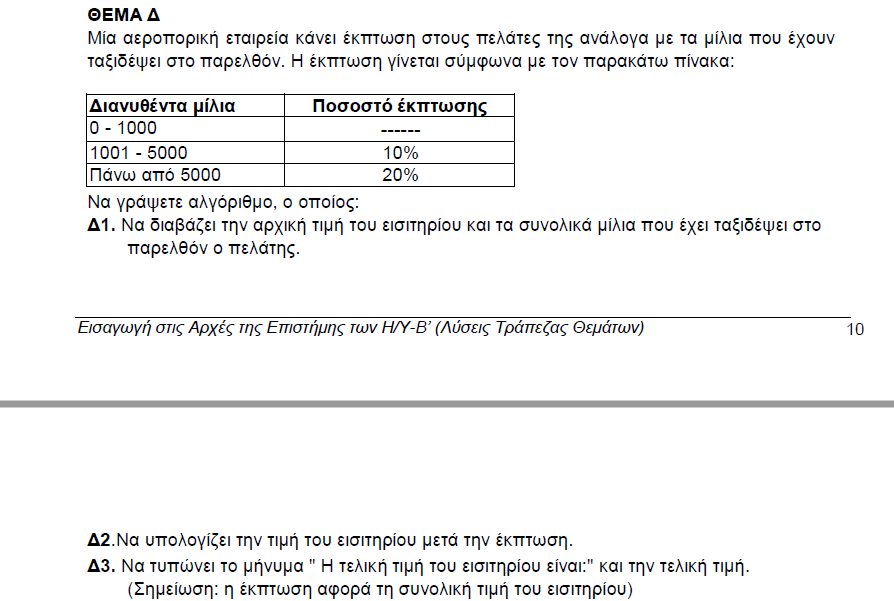 ΘΕΜΑ Δ
Μία αεροπορική εταιρεία κάνει έκπτωση στους πελάτες της ανάλογα με τα μίλια που έχουν
ταξιδέψει στο παρελθόν. Η έκπτωση γίνεται σύμφωνα με τον παρακάτω πίνακα:
Διανυθέντα μίλια Ποσοστό έκπτωσης
0 - 1000 ------
1001 - 5000 10%
Πάνω από 5000 20%
Να γράψετε αλγόριθμο, ο οποίος:
Δ1. Να διαβάζει την αρχική τιμή του εισιτηρίου και τα συνολικά μίλια που έχει ταξιδέψει στο
παρελθόν ο πελάτης.
Εισαγωγή στις Αρχές της Επιστήμης των Η/Υ-Β’ (Λύσεις Τράπεζας Θεμάτων) 10
Δ2.Να υπολογίζει την τιμή του εισιτηρίου μετά την έκπτωση.
Δ3. Να τυπώνει το μήνυμα " Η τελική τιμή του εισιτηρίου είναι:" και την τελική τιμή.
(Σημείωση: η έκπτωση αφορά τη συνολική τιμή του εισιτηρίου)